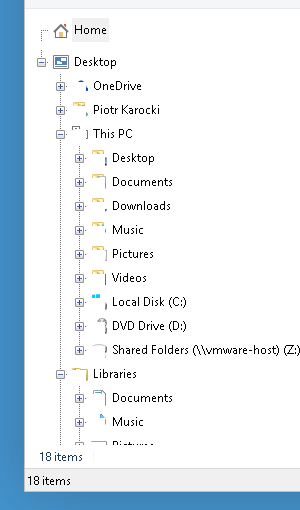 Home
Desktop
OneDrive
Piotr Karocki
This PC
Desktop
Documents
Downloads
Music
Pictures
Videos
Local Disk (C:)
DVD Drive (D:)
Shared Folders (\\vmware-host) (Z:)
Libraries
Documents
Music
Pictures
18 items
18 items